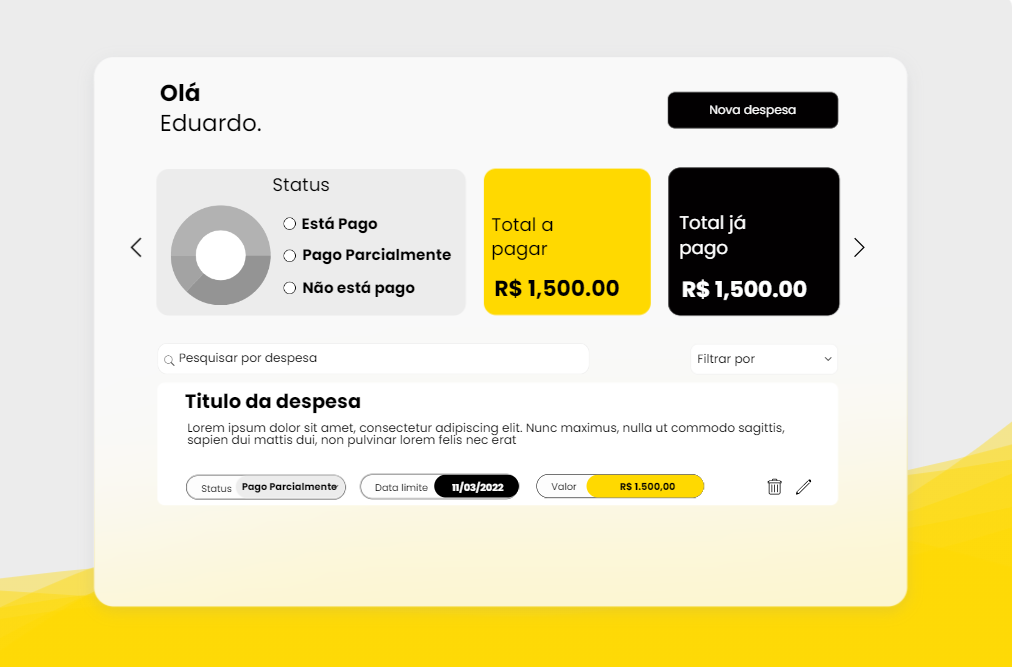 Olá
Eduardo.
Nova despesa
Status
Está Pago
Pago Parcialmente
Não está pago
Total a
pagar
R$ 1,500.00
Total já
pago
R$ 1,500.00
Pesquisar por despesa
Filtrar por
Titulo da despesa
Lorem ipsum dolor sit amet, consectetur adipiscing elit. Nunc maximus, nulla ut commodo sagittis,
sapien dui mattis dui, non pulvinar lorem felis nec erat
Status Pago Parcialmente
Data limite 11/03/2022
Valor R$ 1.500,00